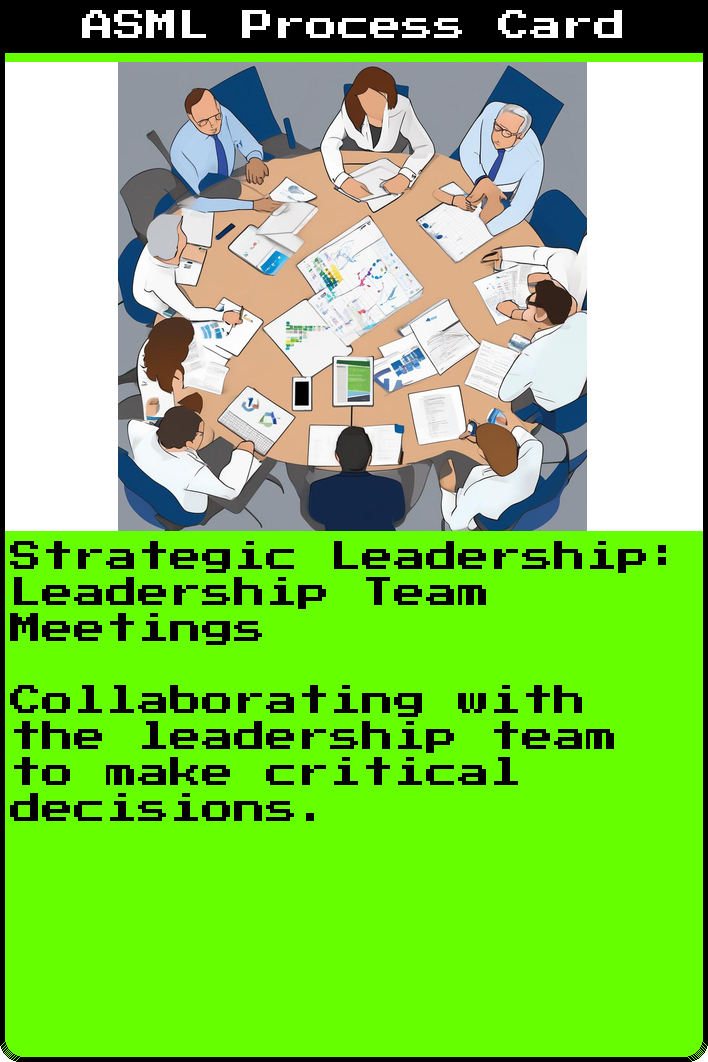 ASML Process Card
Strategic Leadership:
Leadership Team
Meetings
Collaborating with
the leadership team
to make critical
decisions.